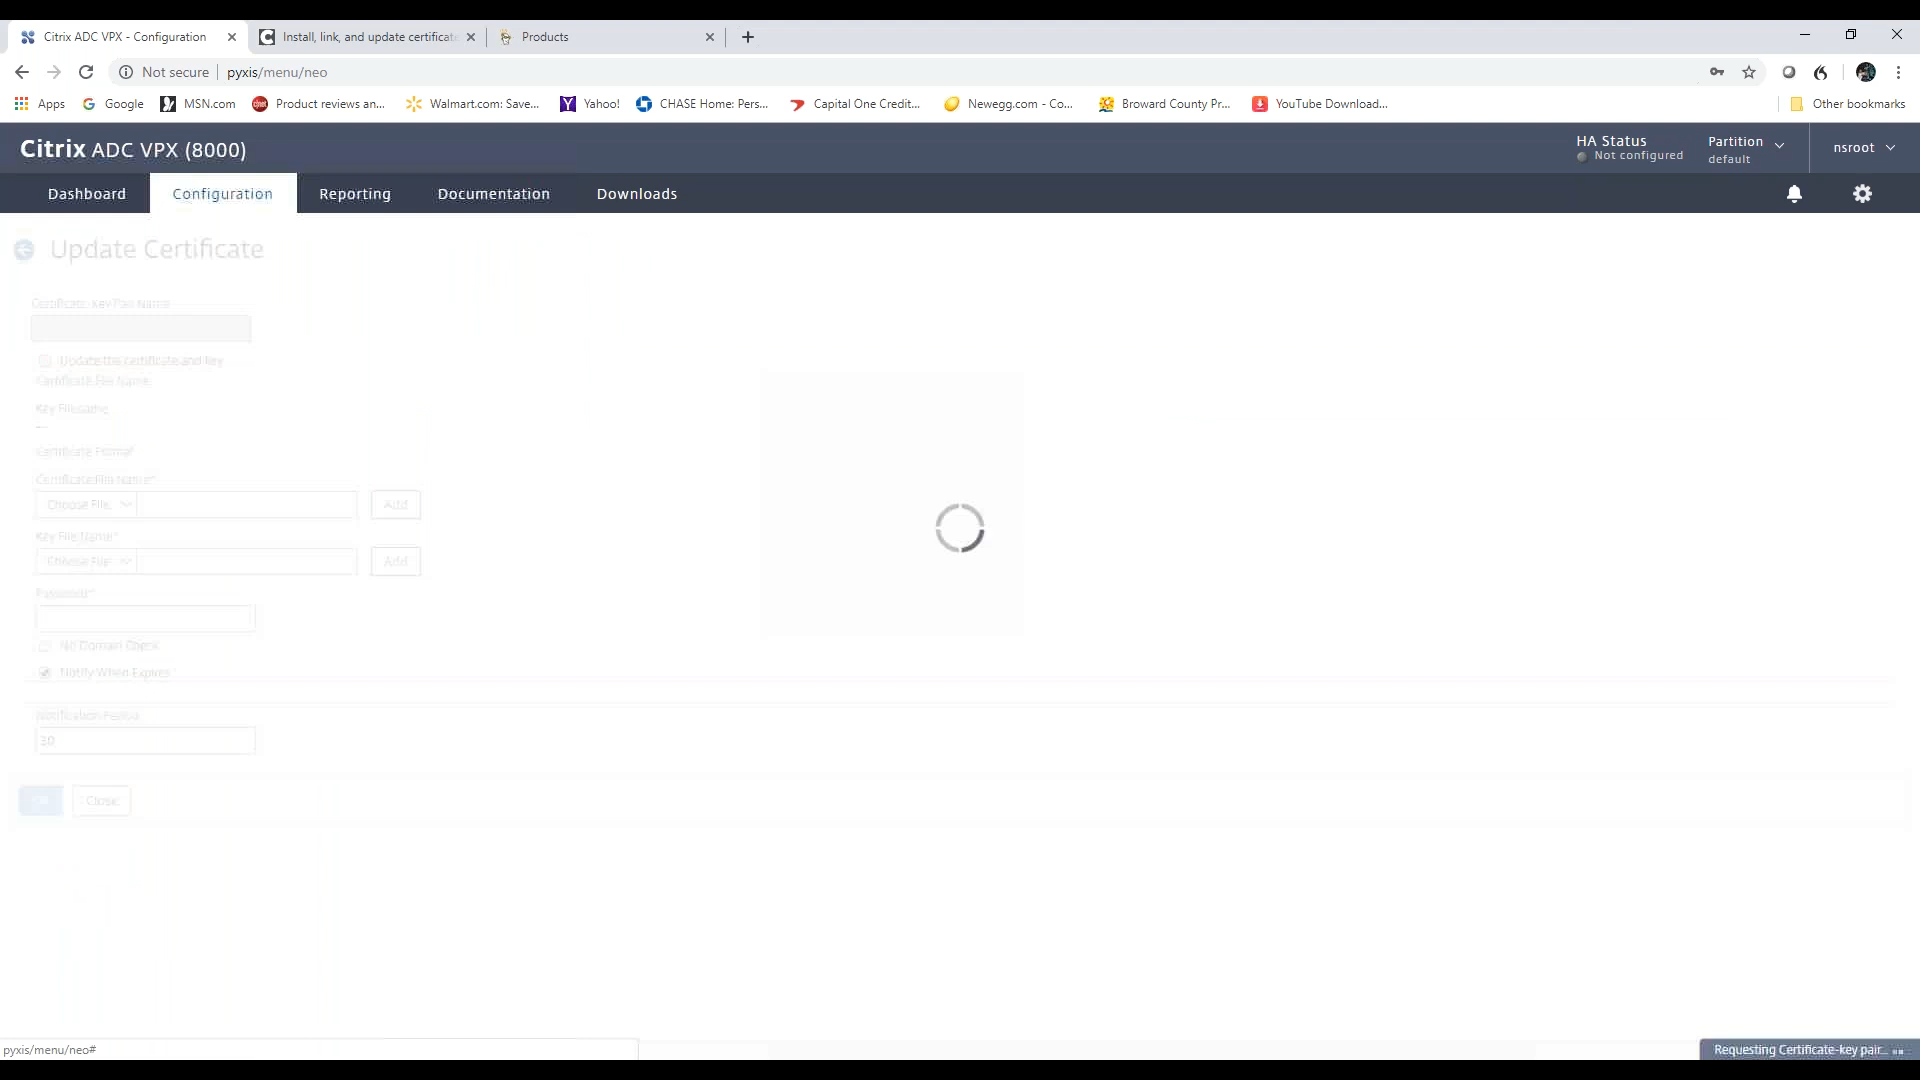 Citrix ADC VPX - Configuration
Install, link, and update certificate
Products
Not secure
pyxis/menu/neo
Apps
Google
MSN.com
Product reviews an...
Walmart.com: Save...
Yahoo!
CHASE Home: Pers...
Capital One Credit...
Newegg.com - Co...
Broward County Pr...
YouTube Download...
Other bookmarks
Citrix ADC VPX (8000)
HA Status
Not configured
Partition
default
nsroot
Dashboard
Configuration
Reporting
Documentation
Downloads
Update Certificate
Certificate-Key Pair Name
Update the certificate and key
Certificate File Name
Key Filename
---
Certificate Format
Certificate File Name*
Choose File
Add
Key File Name*
Choose File
Add
Password*
No Domain Check
Notify When Expires
Notification Period
30
OK
Close
pyxis/menu/neo#
Requesting Certificate-key pair...